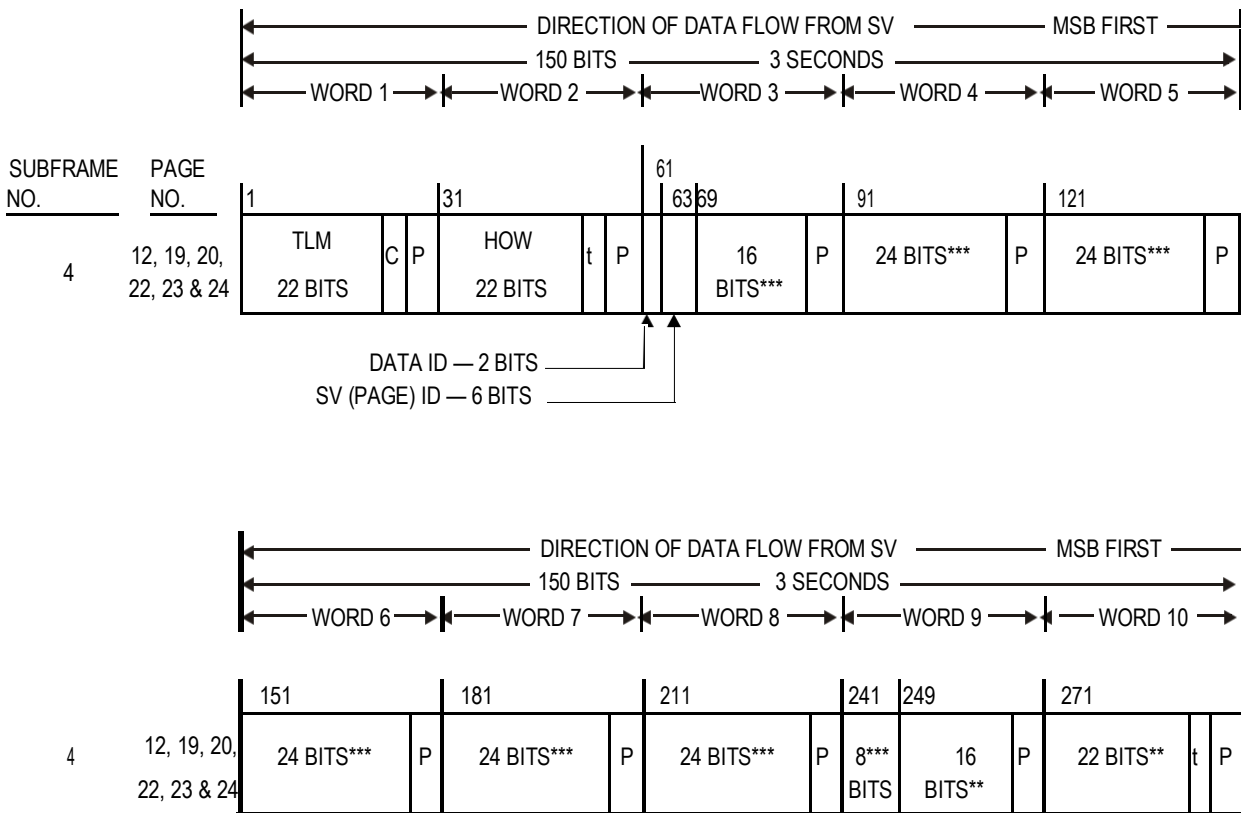 DIRECTION OF DATA FLOW FROM SV MSB FIRST
150 BITS 3 SECONDS
WORD 1 WORD 2 WORD 3 WORD 4 WORD 5
SUBFRAME NO. PAGE NO.
1 31 61 63 69 91 121
4
12, 19, 20,
22, 23 & 24
TLM
22 BITS
C
P
HOW
22 BITS
t
P
16
BITS***
P
24 BITS***
P
24 BITS***
P
DATA ID — 2 BITS
SV (PAGE) ID — 6 BITS
DIRECTION OF DATA FLOW FROM SV MSB FIRST
150 BITS 3 SECONDS
WORD 6 WORD 7 WORD 8 WORD 9 WORD 10
151 181 211 241 249 271
4
12, 19, 20,
22, 23 & 24
24 BITS***
P
24 BITS***
P
24 BITS***
P
8***
BITS
16
BITS**
P
22 BITS**
t
P